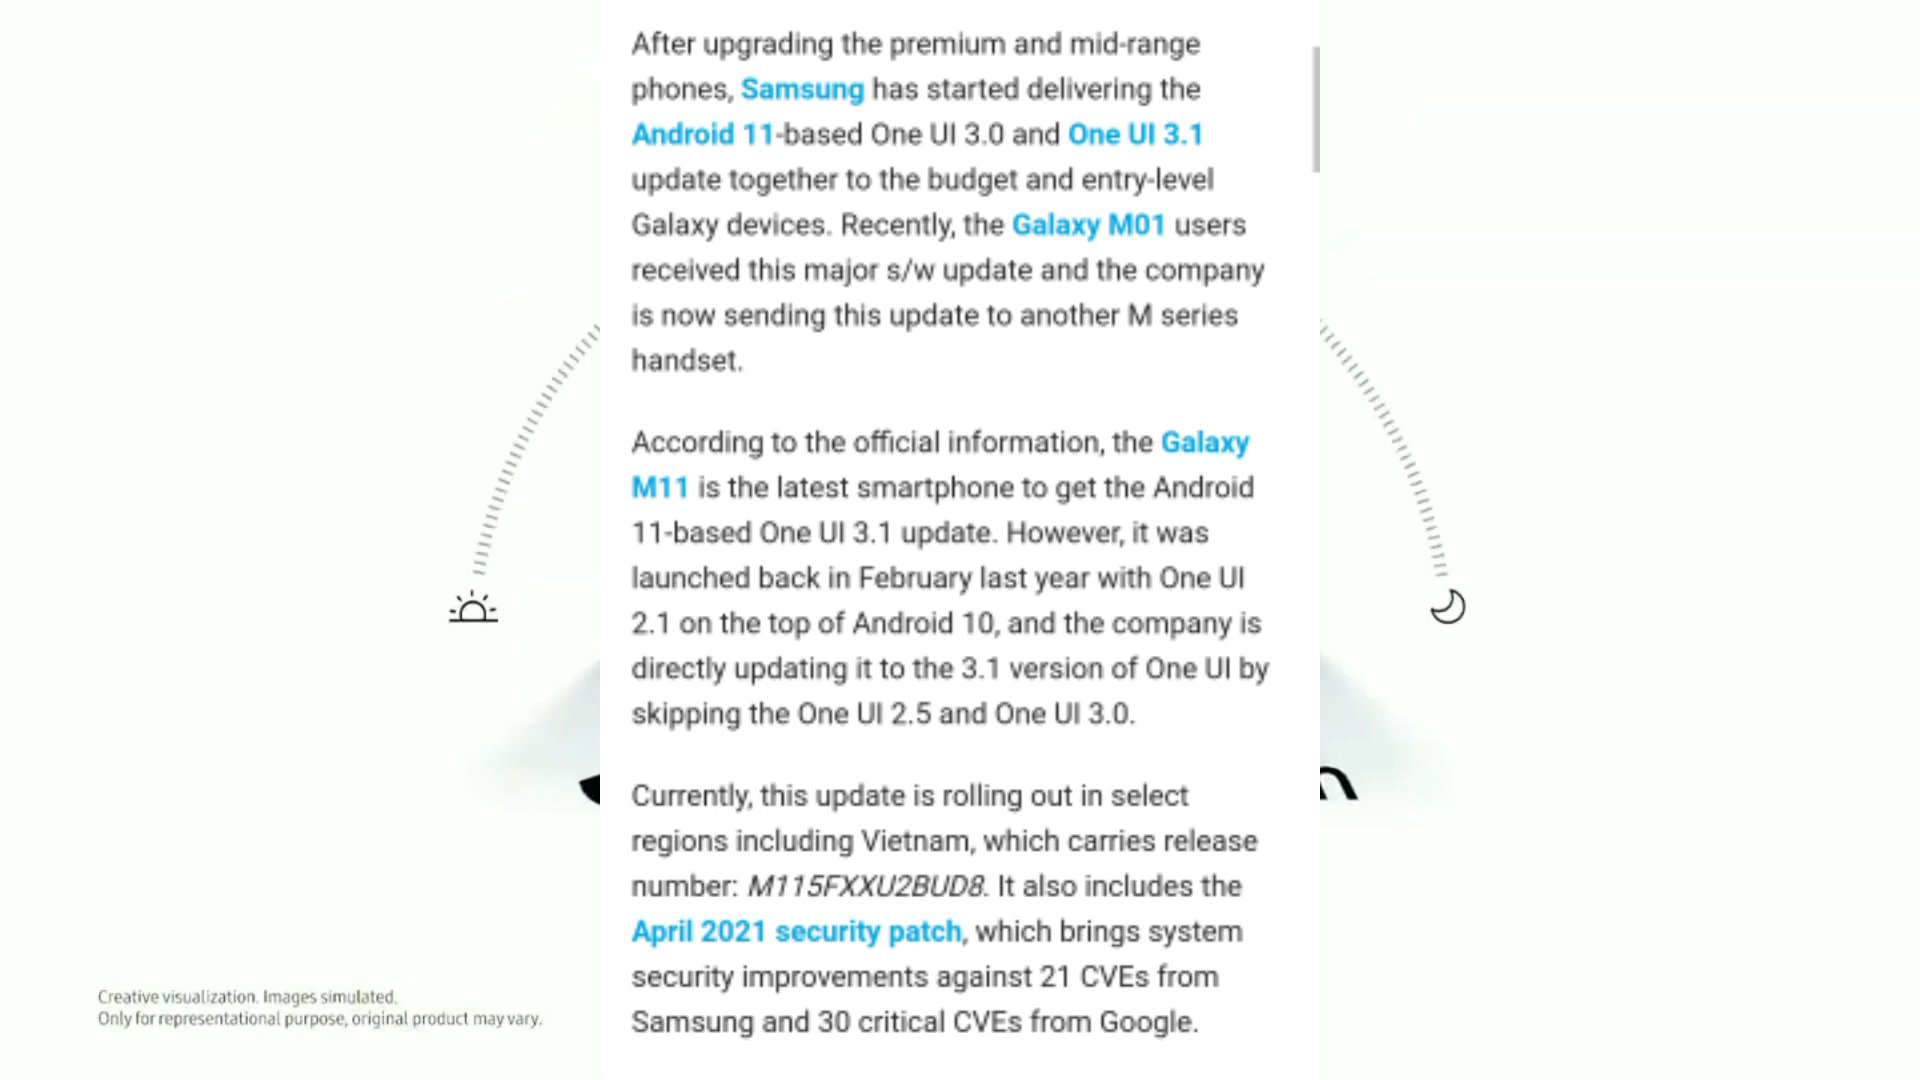 After upgrading the premium and mid-range
phones, Samsung has started delivering the
Android 11-based One UI 3.0 and One UI 3.1
update together to the budget and entry-level
Galaxy devices. Recently, the Galaxy M01 users
received this major s/w update and the company
is now sending this update to another M series
handset.
According to the official information, the Galaxy
M11 is the latest smartphone to get the Android
11-based One UI 3.1 update. However, it was
launched back in February last year with One UI
2.1 on the top of Android 10, and the company is
directly updating it to the 3.1 version of One UI by
skipping the One UI 2.5 and One UI 3.0.
Currently, this update is rolling out in select
regions including Vietnam, which carries release
number: M115FXXU2BUD8. It also includes the
April 2021 security patch, which brings system
security improvements against 21 CVEs from
Samsung and 30 critical CVEs from Google.
Creative visualization. Images simulated.
Only for representational purpose, original product may vary.